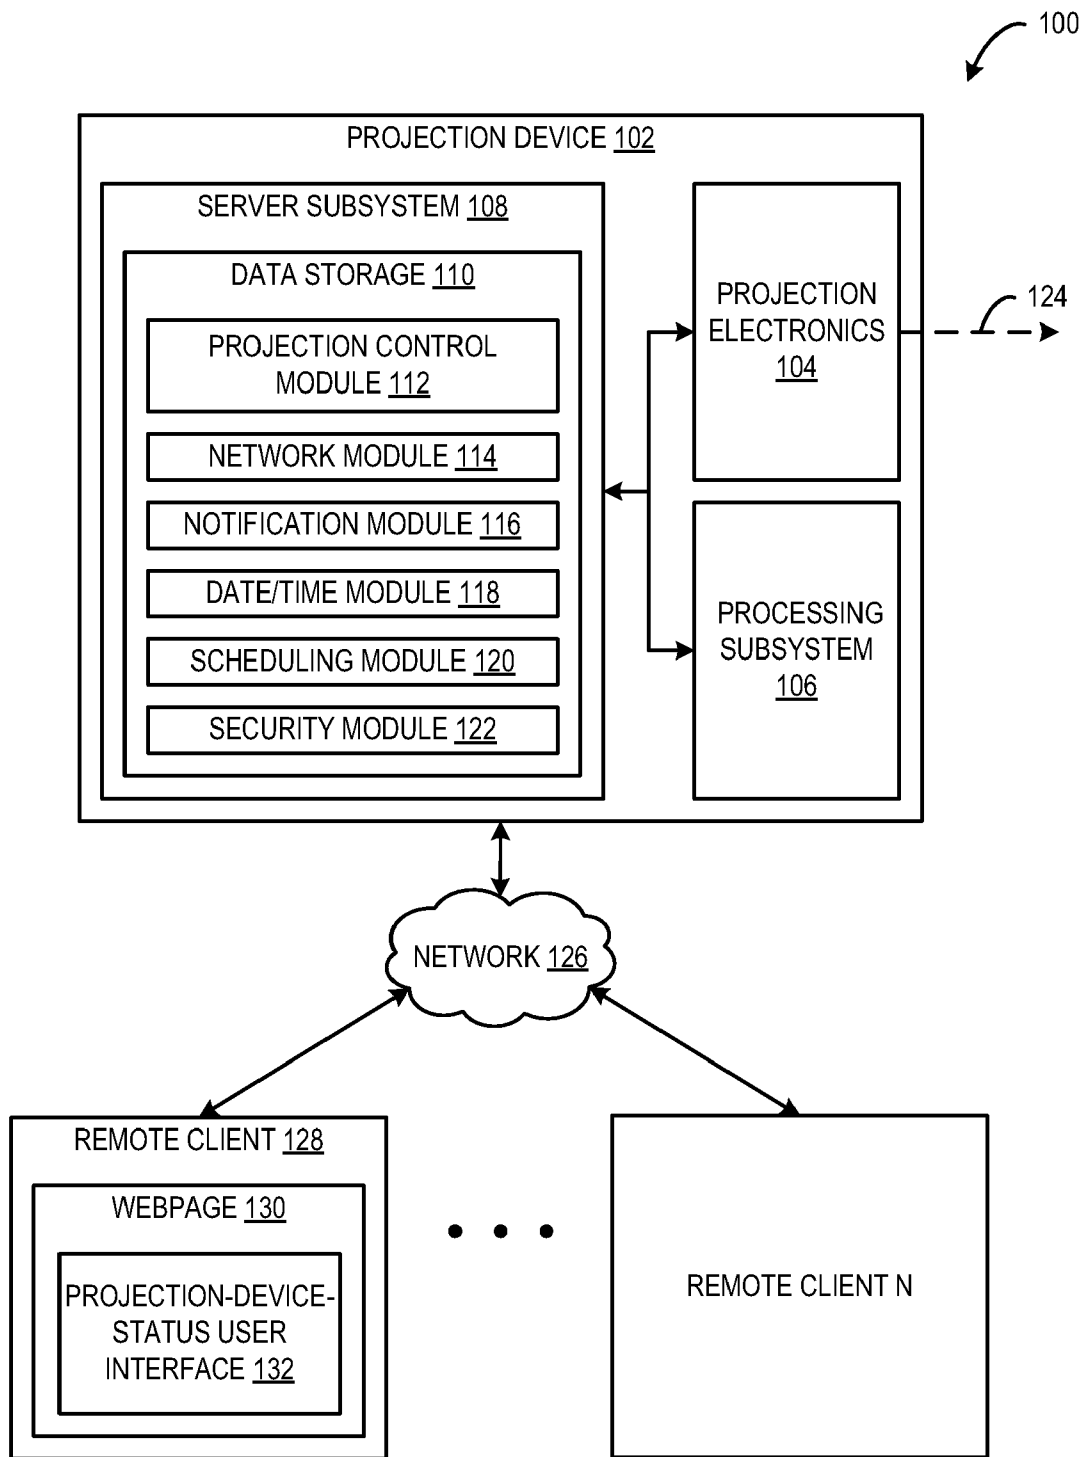 100
PROJECTION DEVICE 102
SERVER SUBSYSTEM 108
DATA STORAGE 110
PROJECTION CONTROL
MODULE 112
NETWORK MODULE 114
NOTIFICATION MODULE 116
DATE/TIME MODULE 118
SCHEDULING MODULE 120
SECURITY MODULE 122
PROJECTION
ELECTRONICS
104
124
PROCESSING
SUBSYSTEM
106
NETWORK 126
REMOTE CLIENT 128
WEBPAGE 130
PROJECTION-DEVICE-
STATUS USER
INTERFACE 132
REMOTE CLIENT N